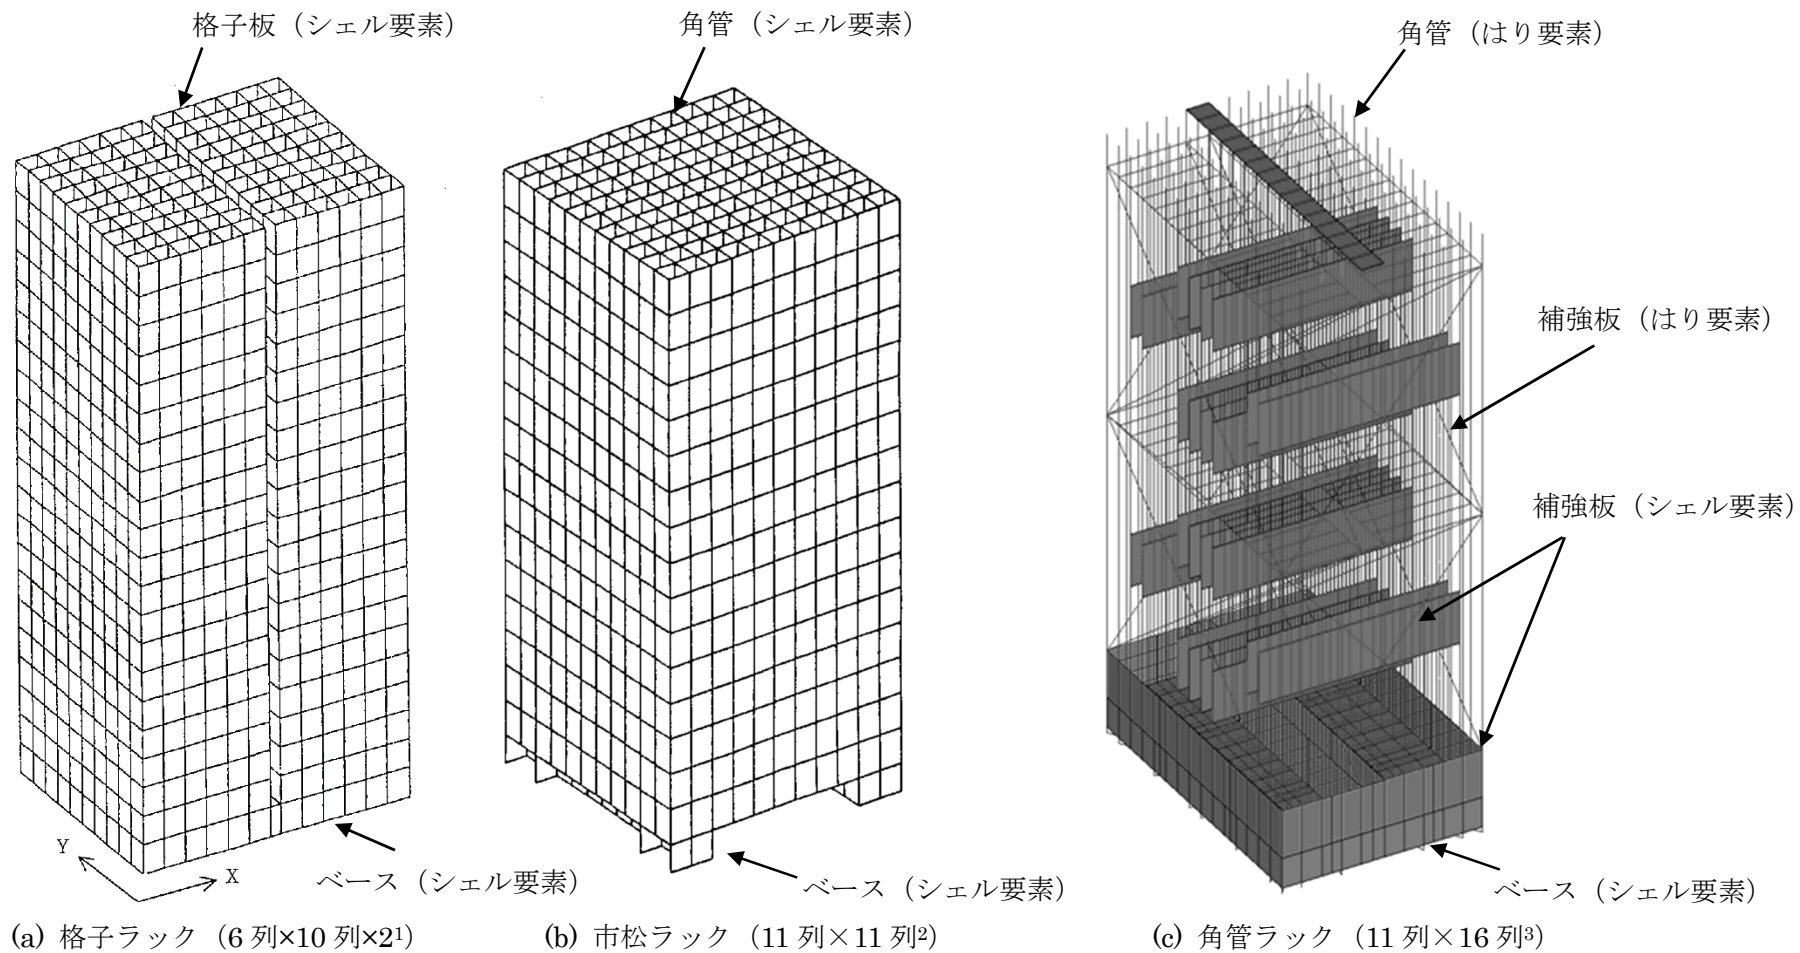 格子板（シェル要素）
角管（シェル要素）
角管（はり要素）
補強板（はり要素）
補強板（シェル要素）
Y
X
ベース（シェル要素）
ベース（シェル要素）
ベース（シェル要素）
(a) 格子ラック（6 列×10 列×2¹）
(b) 市松ラック（11 列×11 列²）
(c) 角管ラック（11 列×16 列³）